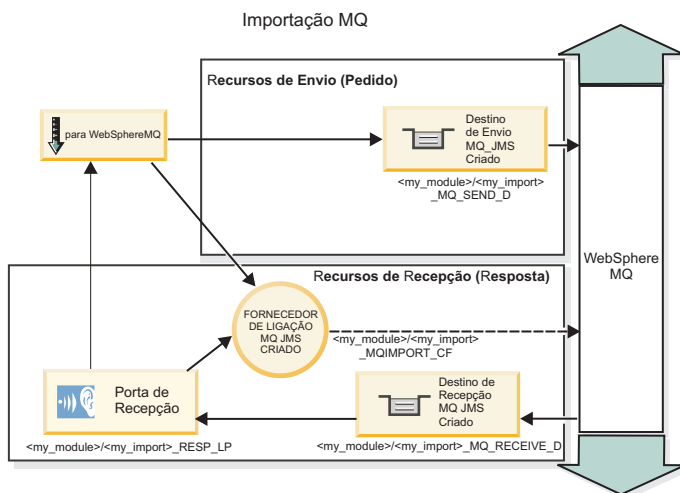 Importação MQ
Recursos de Envio (Pedido)
para WebSphereMQ
Destino
de Envio
MQ_JMS
Criado
<my_module>/<my_import>
_MQ_SEND_D
WebSphere
MQ
Recursos de Recepção (Resposta)
FORNECEDOR
DE LIGAÇÃO
MQ JMS
CRIADO
<my_module>/<my_import>
_MQIMPORT_CF
Porta de
Recepção
<my_module>/<my_import>_RESP_LP
Destino de
Recepção
MQ JMS
Criado
<my_module>/<my_import>_MQ_RECEIVE_D